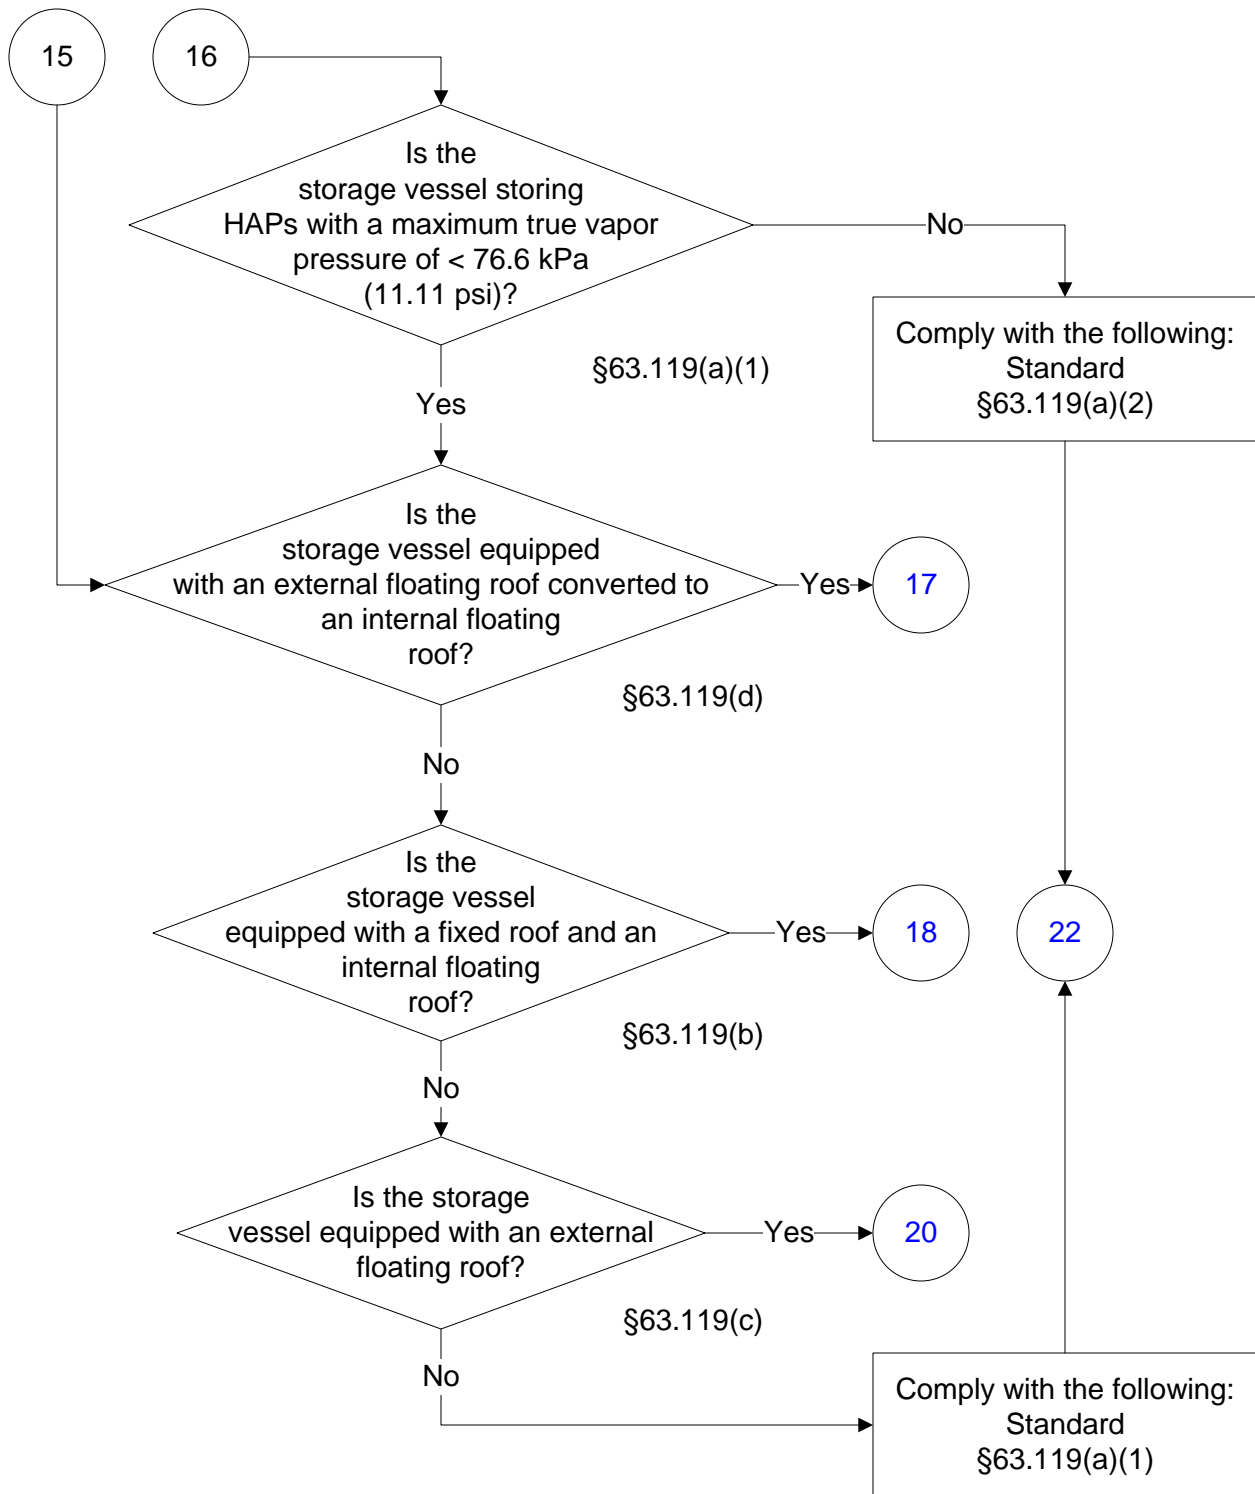 15
16
Is the
storage vessel storing
HAPs with a maximum true vapor
pressure of < 76.6 kPa
(11.11 psi)?
No
Comply with the following:
Standard
§63.119(a)(2)
§63.119(a)(1)
Yes
Is the
storage vessel equipped
with an external floating roof converted to
an internal floating
roof?
Yes
17
§63.119(d)
No
Is the
storage vessel
equipped with a fixed roof and an
internal floating
roof?
Yes
18
22
§63.119(b)
No
Is the storage
vessel equipped with an external
floating roof?
Yes
20
§63.119(c)
No
Comply with the following:
Standard
§63.119(a)(1)